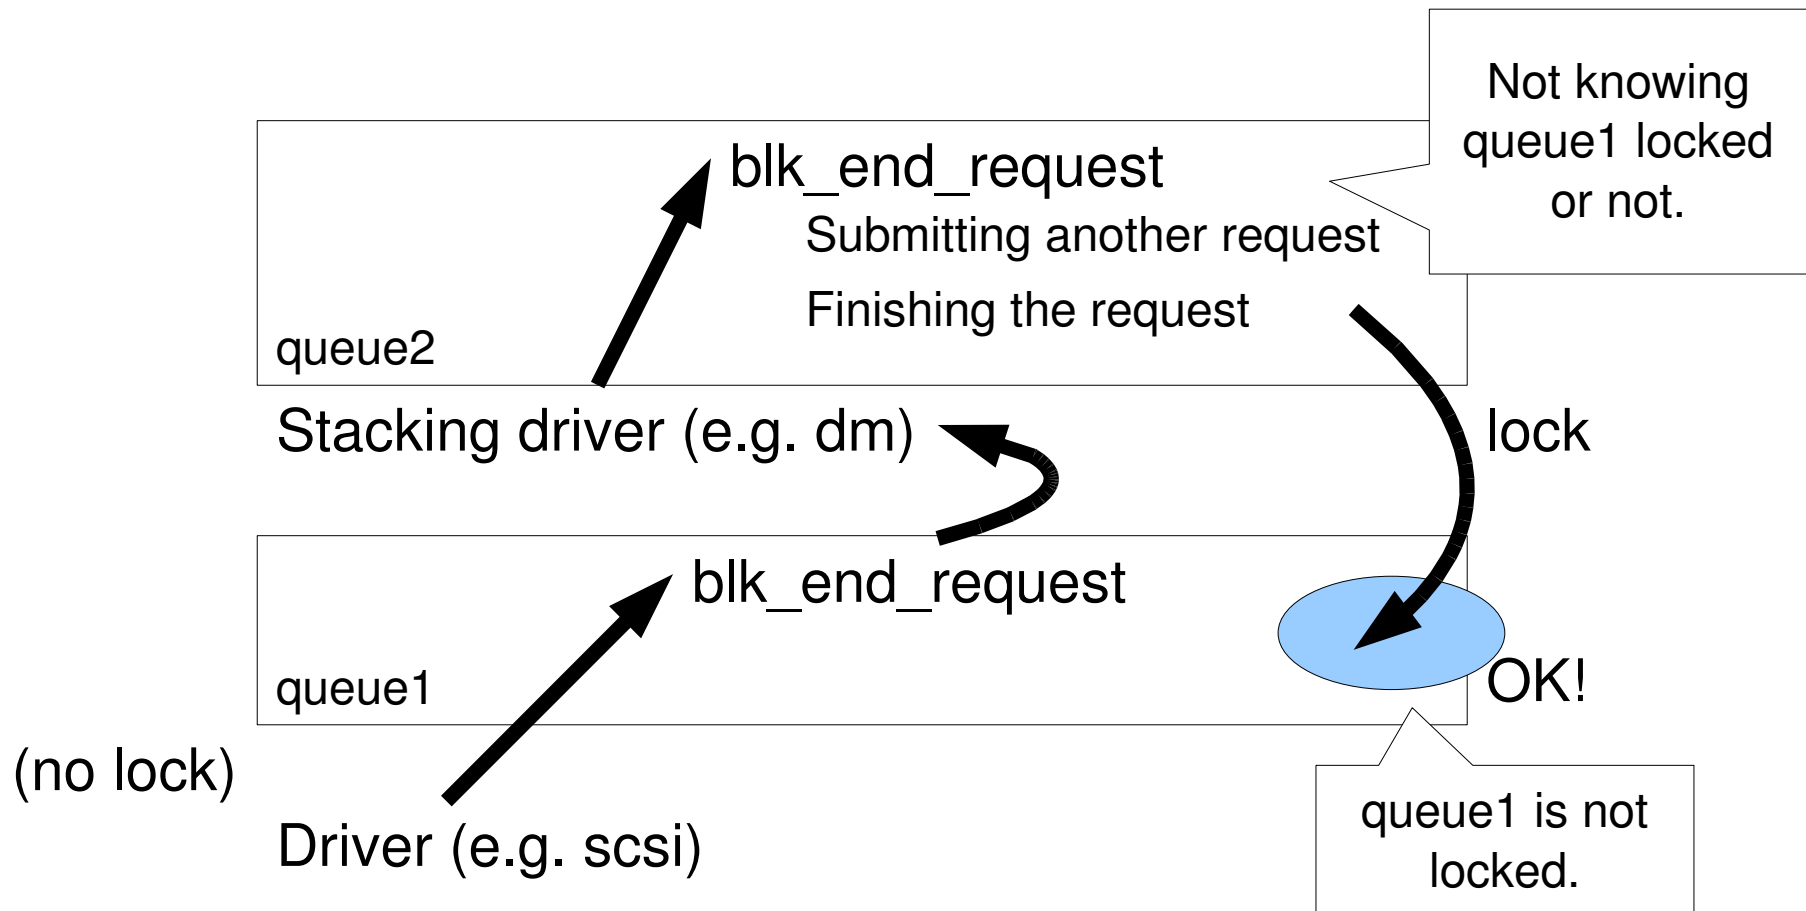 Not knowing
queue1 locked
or not.
blk_end_request
Submitting another request
Finishing the request
queue2
Stacking driver (e.g. dm)
lock
blk_end_request
queue1
OK!
(no lock)
Driver (e.g. scsi)
queue1 is not
locked.